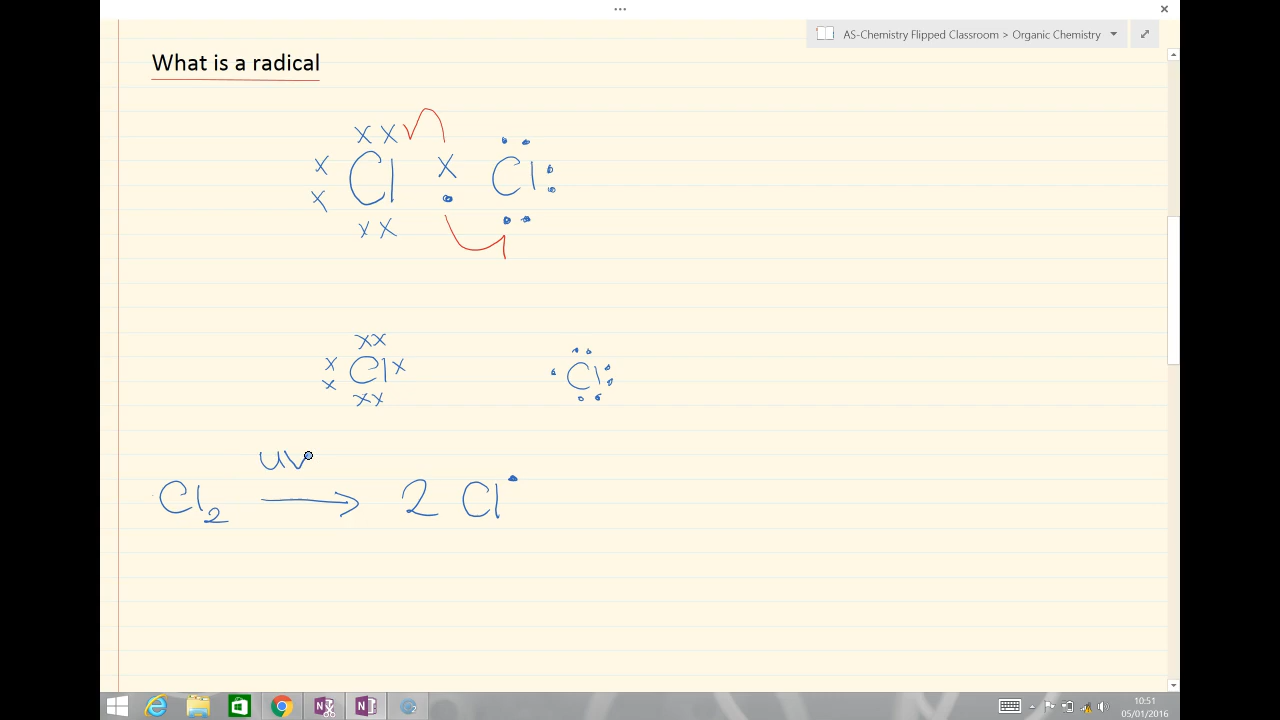 ...
AS-Chemistry Flipped Classroom > Organic Chemistry
What is a radical
x x
x Cl x Cl :
x
x x
x x
x Cl x Cl
x
x x
UV
Cl₂ → 2 Cl•
10:51
05/01/2016